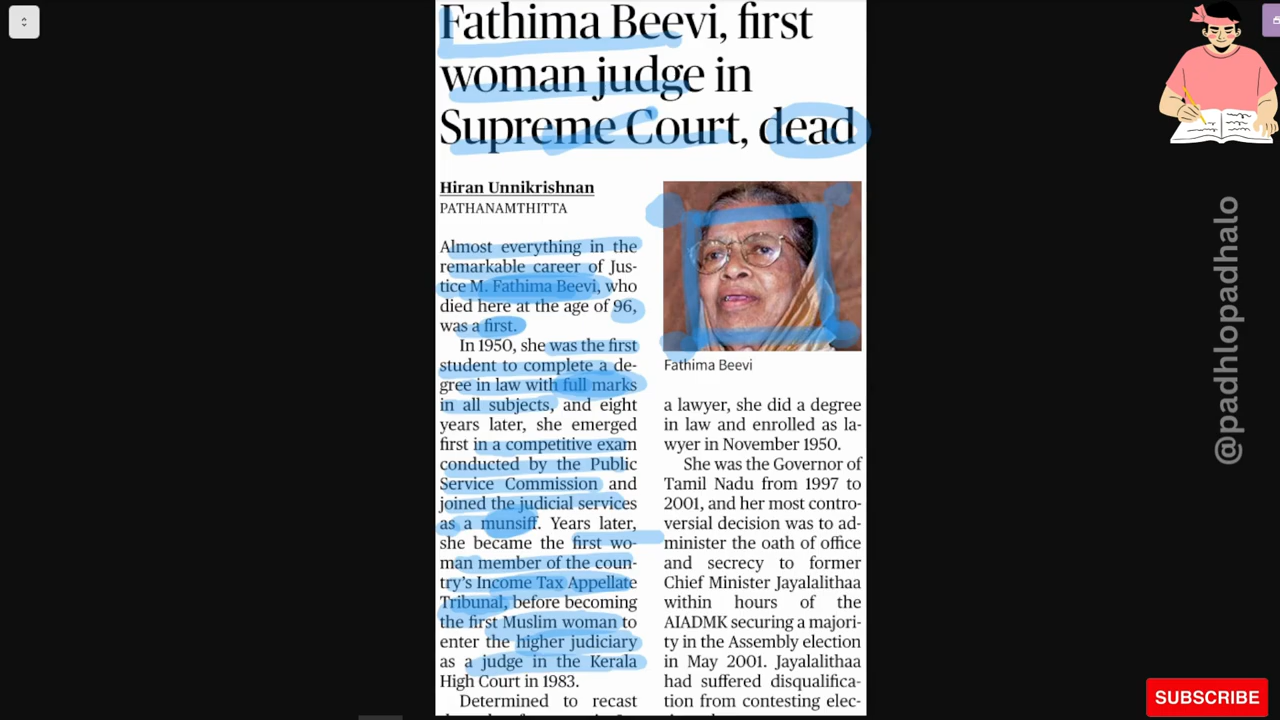 Fathima Beevi, first
woman judge in
Supreme Court, dead
Hiran Unnikrishnan
PATHANAMTHITTA
Almost everything in the
remarkable career of Jus-
tice M. Fathima Beevi, who
died here at the age of 96,
was a first.
In 1950, she was the first
student to complete a de-
gree in law with full marks
in all subjects, and eight
years later, she emerged
first in a competitive exam
conducted by the Public
Service Commission and
joined the judicial services
as a munsiff. Years later,
she became the first wo-
man member of the coun-
try's Income Tax Appellate
Tribunal, before becoming
the first Muslim woman to
enter the higher judiciary
as a judge in the Kerala
High Court in 1983.
Determined to recast
Fathima Beevi
a lawyer, she did a degree
in law and enrolled as la-
wyer in November 1950.
She was the Governor of
Tamil Nadu from 1997 to
2001, and her most contro-
versial decision was to ad-
minister the oath of office
and secrecy to former
Chief Minister Jayalalithaa
within hours of the
AIADMK securing a majori-
ty in the Assembly election
in May 2001. Jayalalithaa
had suffered disqualifica-
tion from contesting elec-
@padhlopadhalo
SUBSCRIBE